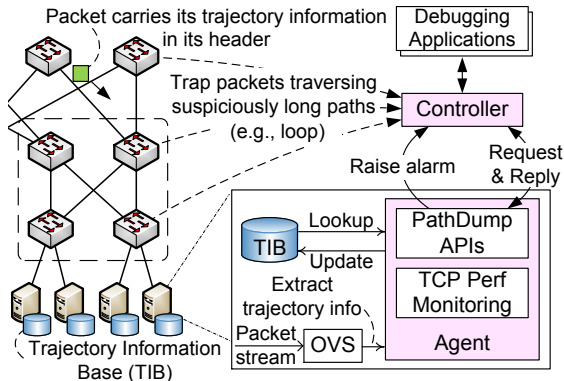 Packet carries its trajectory information
in its header
Debugging
Applications
Trap packets traversing
suspiciously long paths
(e.g., loop)
Controller
Raise alarm
Request
& Reply
Lookup
TIB
Update
PathDump
APIs
Extract
trajectory info
TCP Perf
Monitoring
Packet
stream
OVS
Agent
Trajectory Information
Base (TIB)